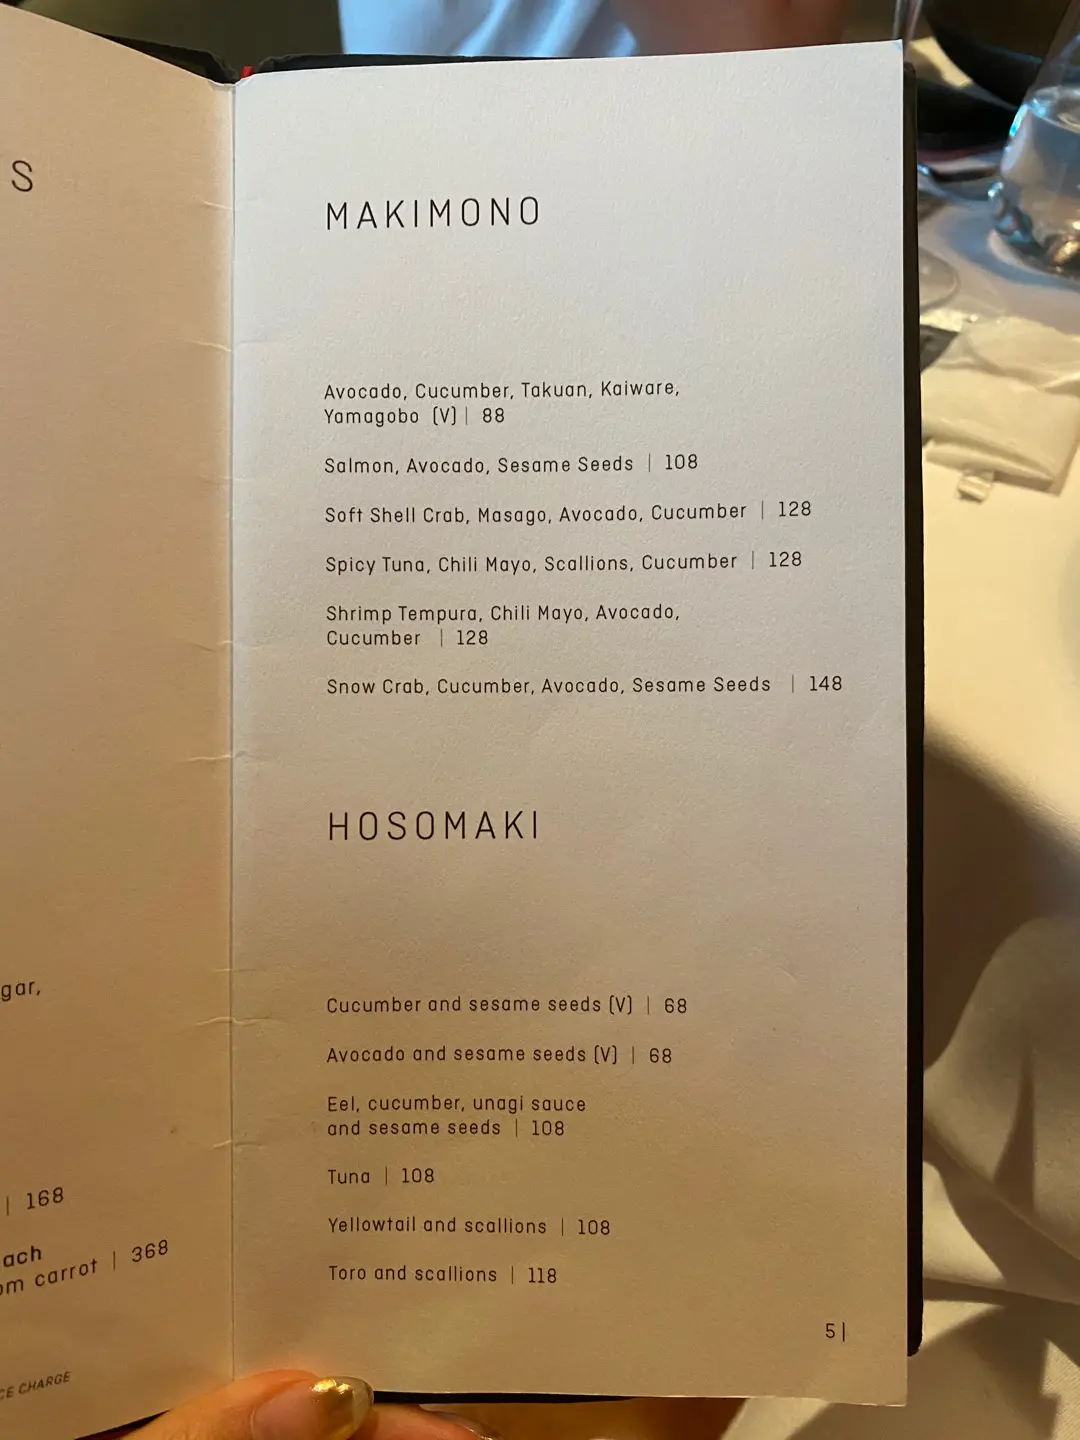 S
gar,
| 168
ach
om carrot | 368
CE CHARGE
MAKIMONO
Avocado, Cucumber, Takuan, Kaiware,
Yamagobo (V) | 88
Salmon, Avocado, Sesame Seeds | 108
Soft Shell Crab, Masago, Avocado, Cucumber | 128
Spicy Tuna, Chili Mayo, Scallions, Cucumber | 128
Shrimp Tempura, Chili Mayo, Avocado,
Cucumber | 128
Snow Crab, Cucumber, Avocado, Sesame Seeds | 148
HOSOMAKI
Cucumber and sesame seeds (V) | 68
Avocado and sesame seeds (V) | 68
Eel, cucumber, unagi sauce
and sesame seeds | 108
Tuna | 108
Yellowtail and scallions | 108
Toro and scallions | 118
5 |